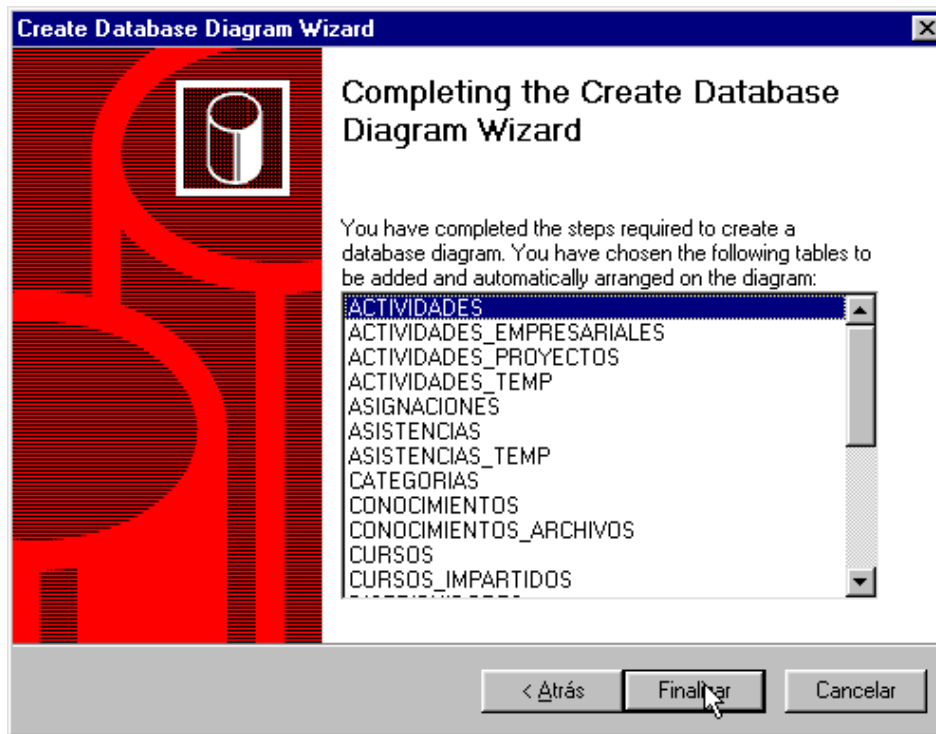 Create Database Diagram Wizard
Completing the Create Database
Diagram Wizard
You have completed the steps required to create a
database diagram. You have chosen the following tables to
be added and automatically arranged on the diagram:
ACTIVIDADES
ACTIVIDADES_EMPRESARIALES
ACTIVIDADES_PROYECTOS
ACTIVIDADES_TEMP
ASIGNACIONES
ASISTENCIAS
ASISTENCIAS_TEMP
CATEGORIAS
CONOCIMIENTOS
CONOCIMIENTOS_ARCHIVOS
CURSOS
CURSOS_IMPARTIDOS
< Atrás Finalizar Cancelar